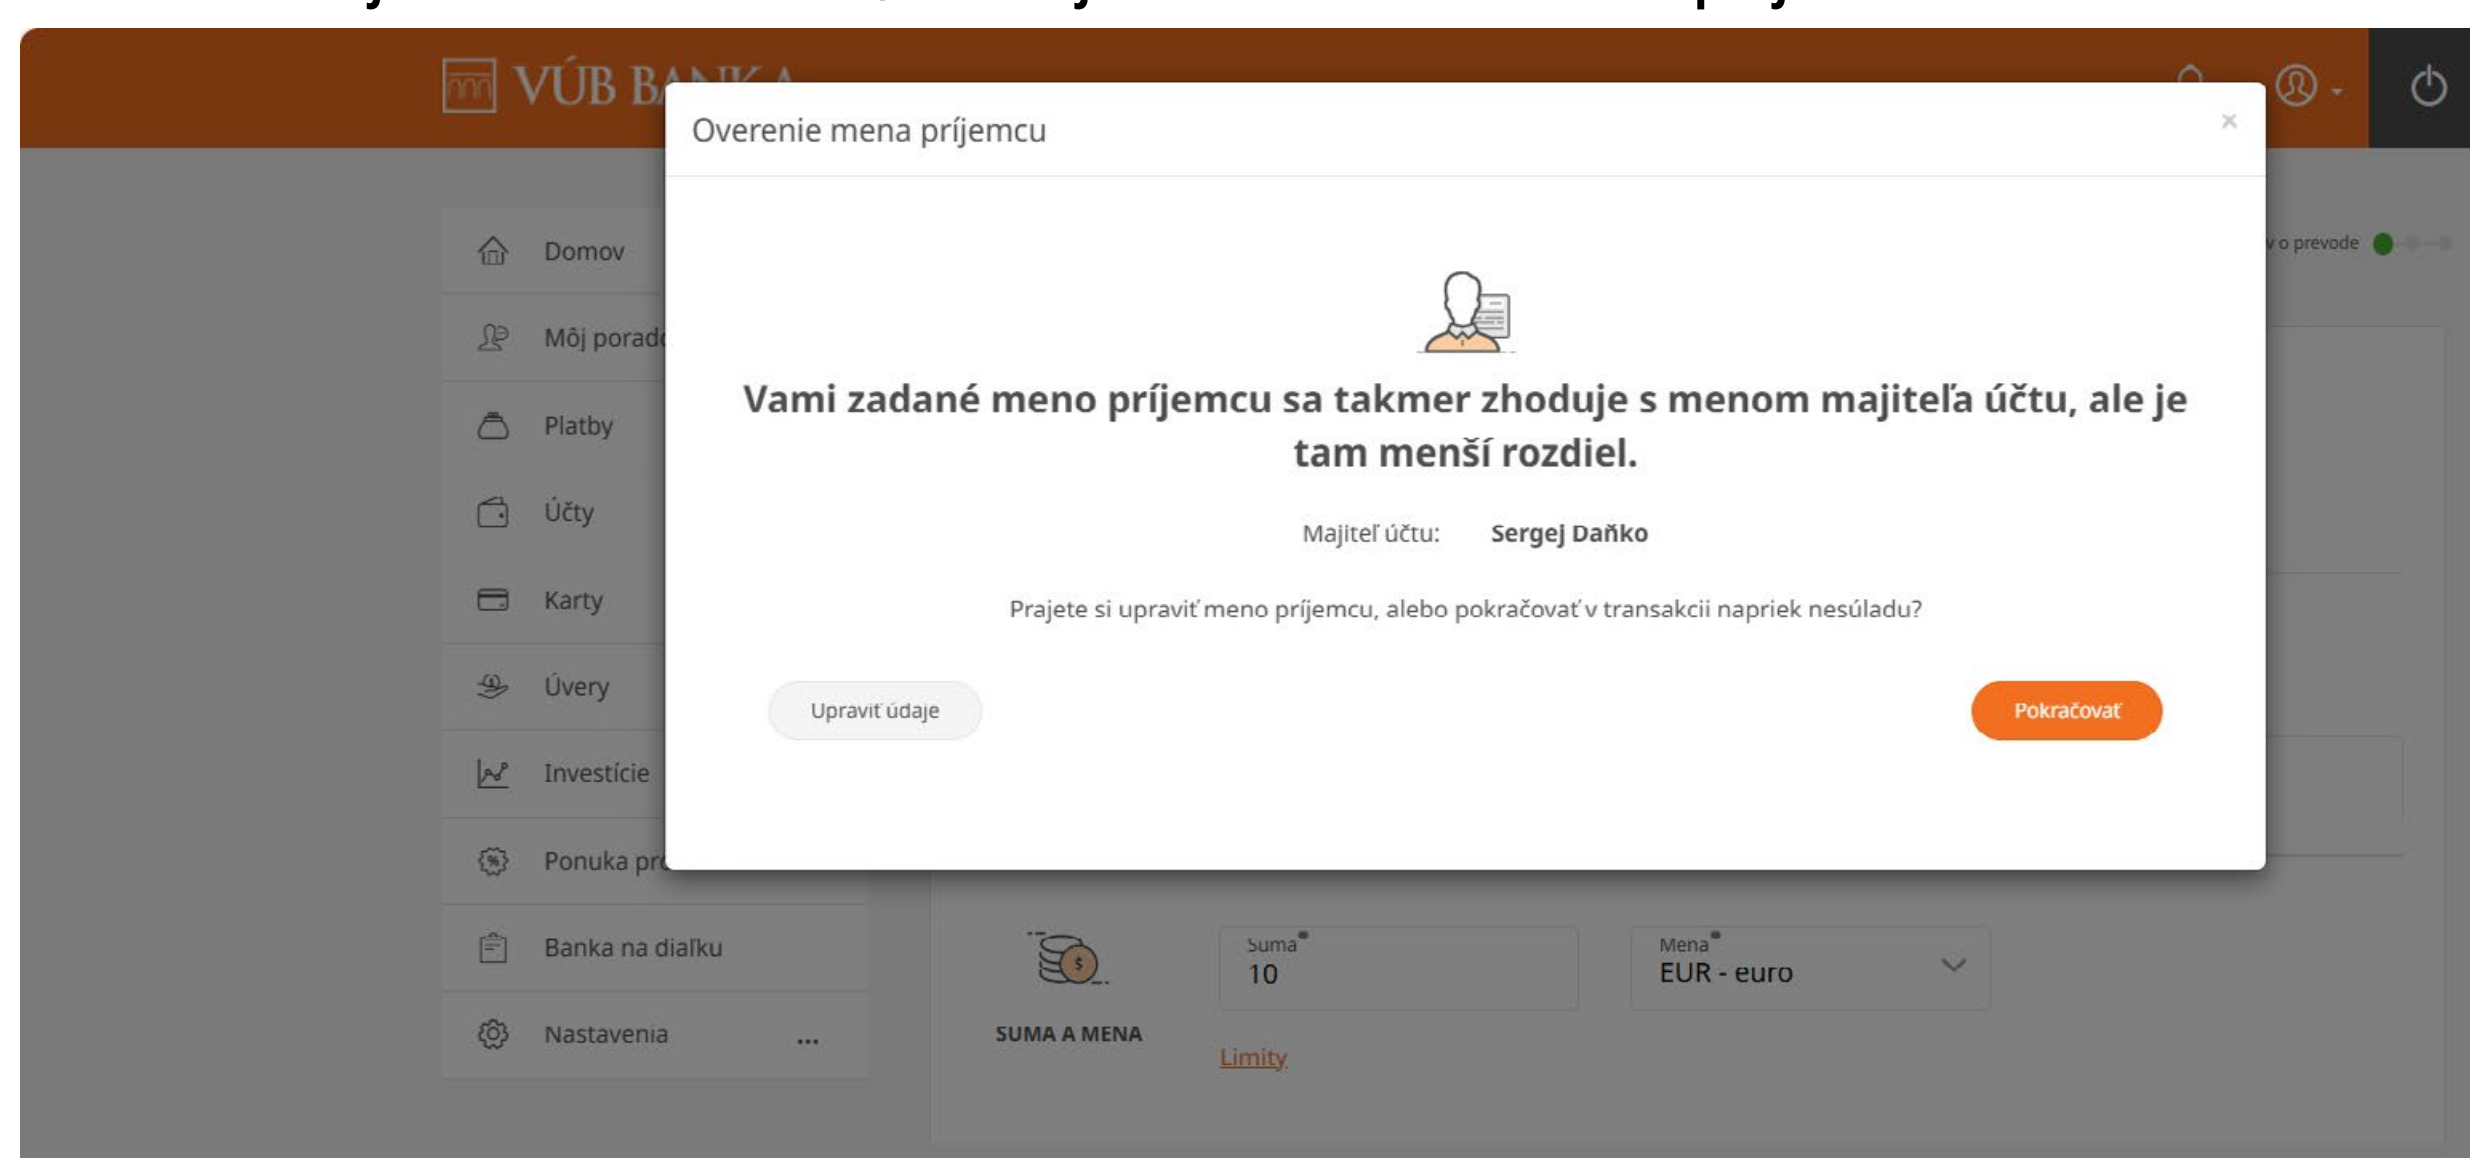 VÚB BANKA
Overenie mena príjemcu
×
Domov
v o prevode
Môj porad
Vami zadané meno príjemcu sa takmer zhoduje s menom majiteľa účtu, ale je
tam menší rozdiel.
Platby
Účty
Majiteľ účtu: Sergej Daňko
Karty
Prajete si upraviť meno príjemcu, alebo pokračovať v transakcii napriek nesúladu?
Úvery
Upraviť údaje
Pokračovať
Investície
Ponuka pro
Banka na diaľku
Suma
10
Mena
EUR - euro
Nastavenia ...
SUMA A MENA
Limity